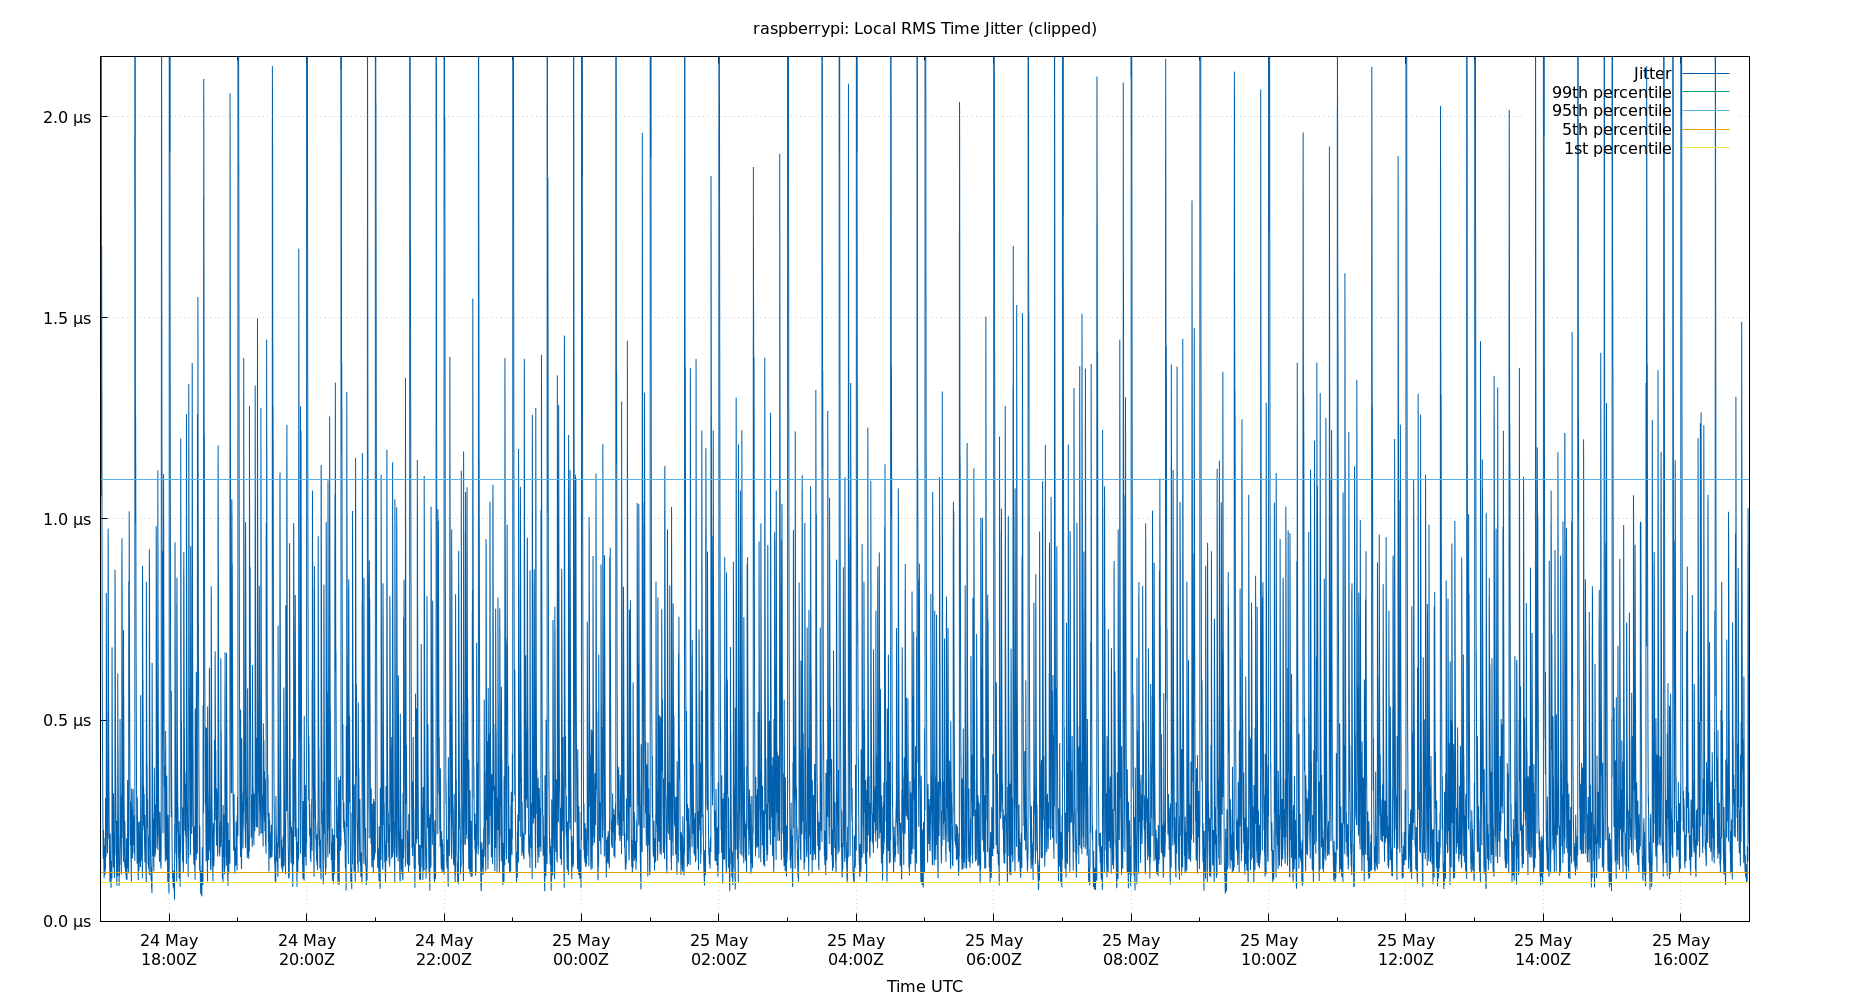 raspberrypi: Local RMS Time Jitter (clipped)
Jitter
99th percentile
95th percentile
5th percentile
1st percentile
2.0 µs
1.5 µs
1.0 µs
0.5 µs
0.0 µs
24 May 24 May 24 May 25 May 25 May 25 May 25 May 25 May 25 May 25 May 25 May 25 May
18:00Z 20:00Z 22:00Z 00:00Z 02:00Z 04:00Z 06:00Z 08:00Z 10:00Z 12:00Z 14:00Z 16:00Z
Time UTC